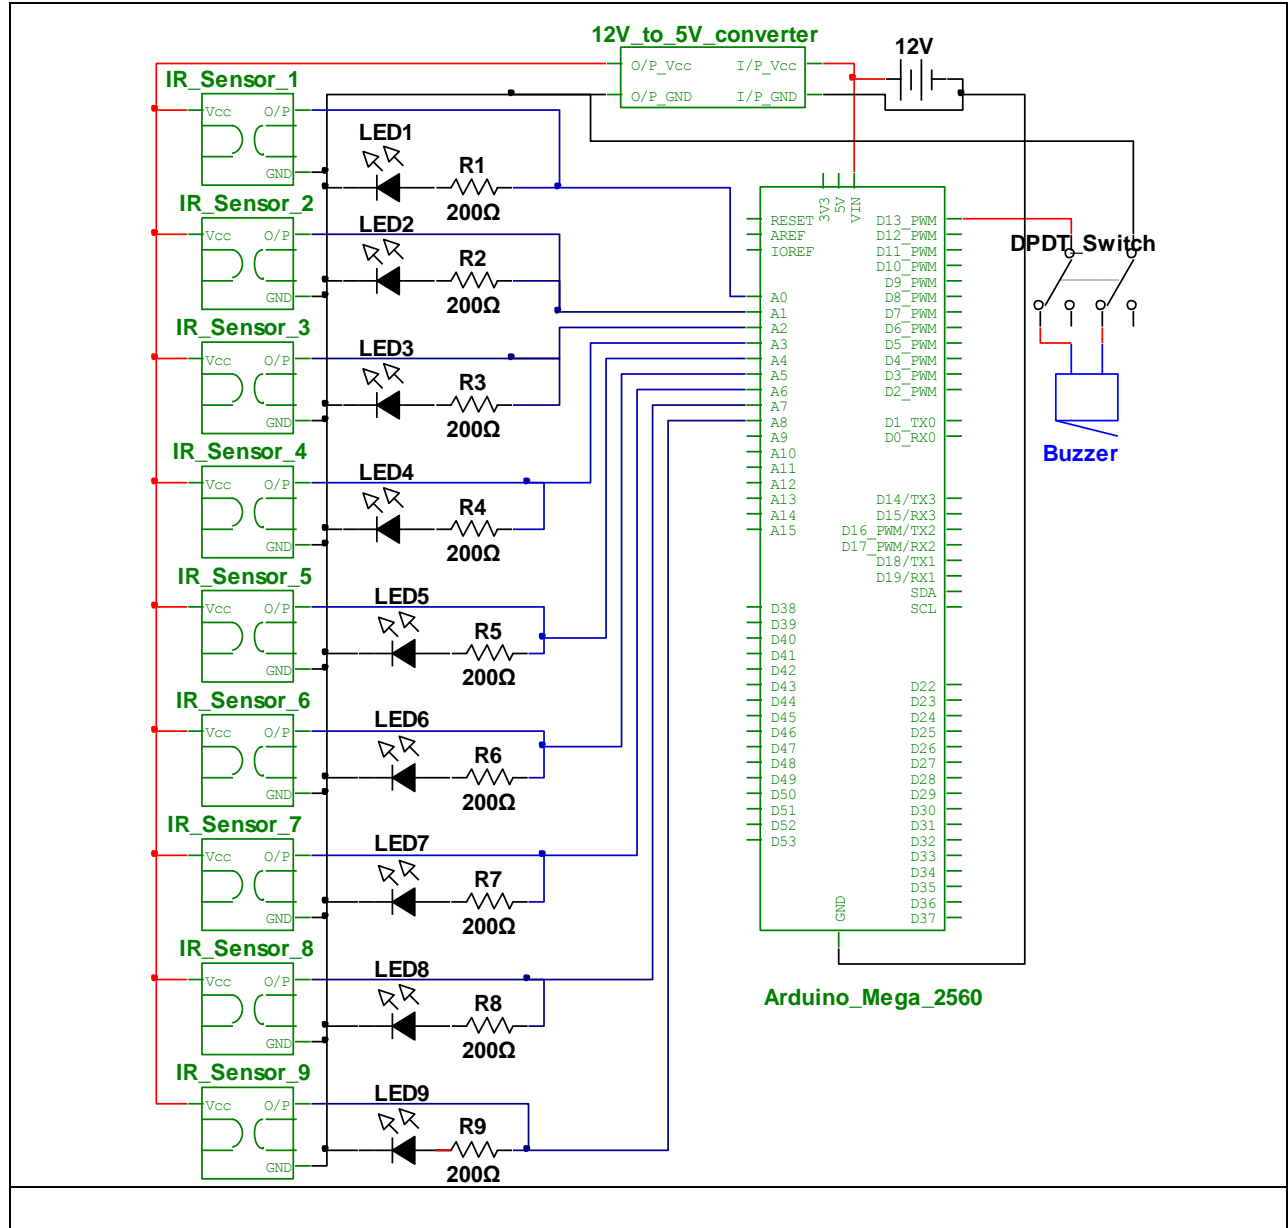 12V_to_5V_converter
O/P_Vcc I/P_Vcc
O/P_GND I/P_GND
12V
IR_Sensor_1
Vcc O/P
GND
LED1
R1
200Ω
IR_Sensor_2
Vcc O/P
GND
LED2
R2
200Ω
IR_Sensor_3
Vcc O/P
GND
LED3
R3
200Ω
IR_Sensor_4
Vcc O/P
GND
LED4
R4
200Ω
IR_Sensor_5
Vcc O/P
GND
LED5
R5
200Ω
IR_Sensor_6
Vcc O/P
GND
LED6
R6
200Ω
IR_Sensor_7
Vcc O/P
GND
LED7
R7
200Ω
IR_Sensor_8
Vcc O/P
GND
LED8
R8
200Ω
IR_Sensor_9
Vcc O/P
GND
LED9
R9
200Ω
3V3
5V
VIN
RESET
AREF
IOREF
A0
A1
A2
A3
A4
A5
A6
A7
A8
A9
A10
A11
A12
A13
A14
A15
D38
D39
D40
D41
D42
D43
D44
D45
D46
D47
D48
D49
D50
D51
D52
D53
D13_PWM
D12_PWM
D11_PWM
D10_PWM
D9_PWM
D8_PWM
D7_PWM
D6_PWM
D5_PWM
D4_PWM
D3_PWM
D2_PWM
D1_TX0
D0_RX0
D14/TX3
D15/RX3
D16_PWM/TX2
D17_PWM/RX2
D18/TX1
D19/RX1
SDA
SCL
D22
D23
D24
D25
D26
D27
D28
D29
D30
D31
D32
D33
D34
D35
D36
D37
GND
Arduino_Mega_2560
DPDT_Switch
Buzzer